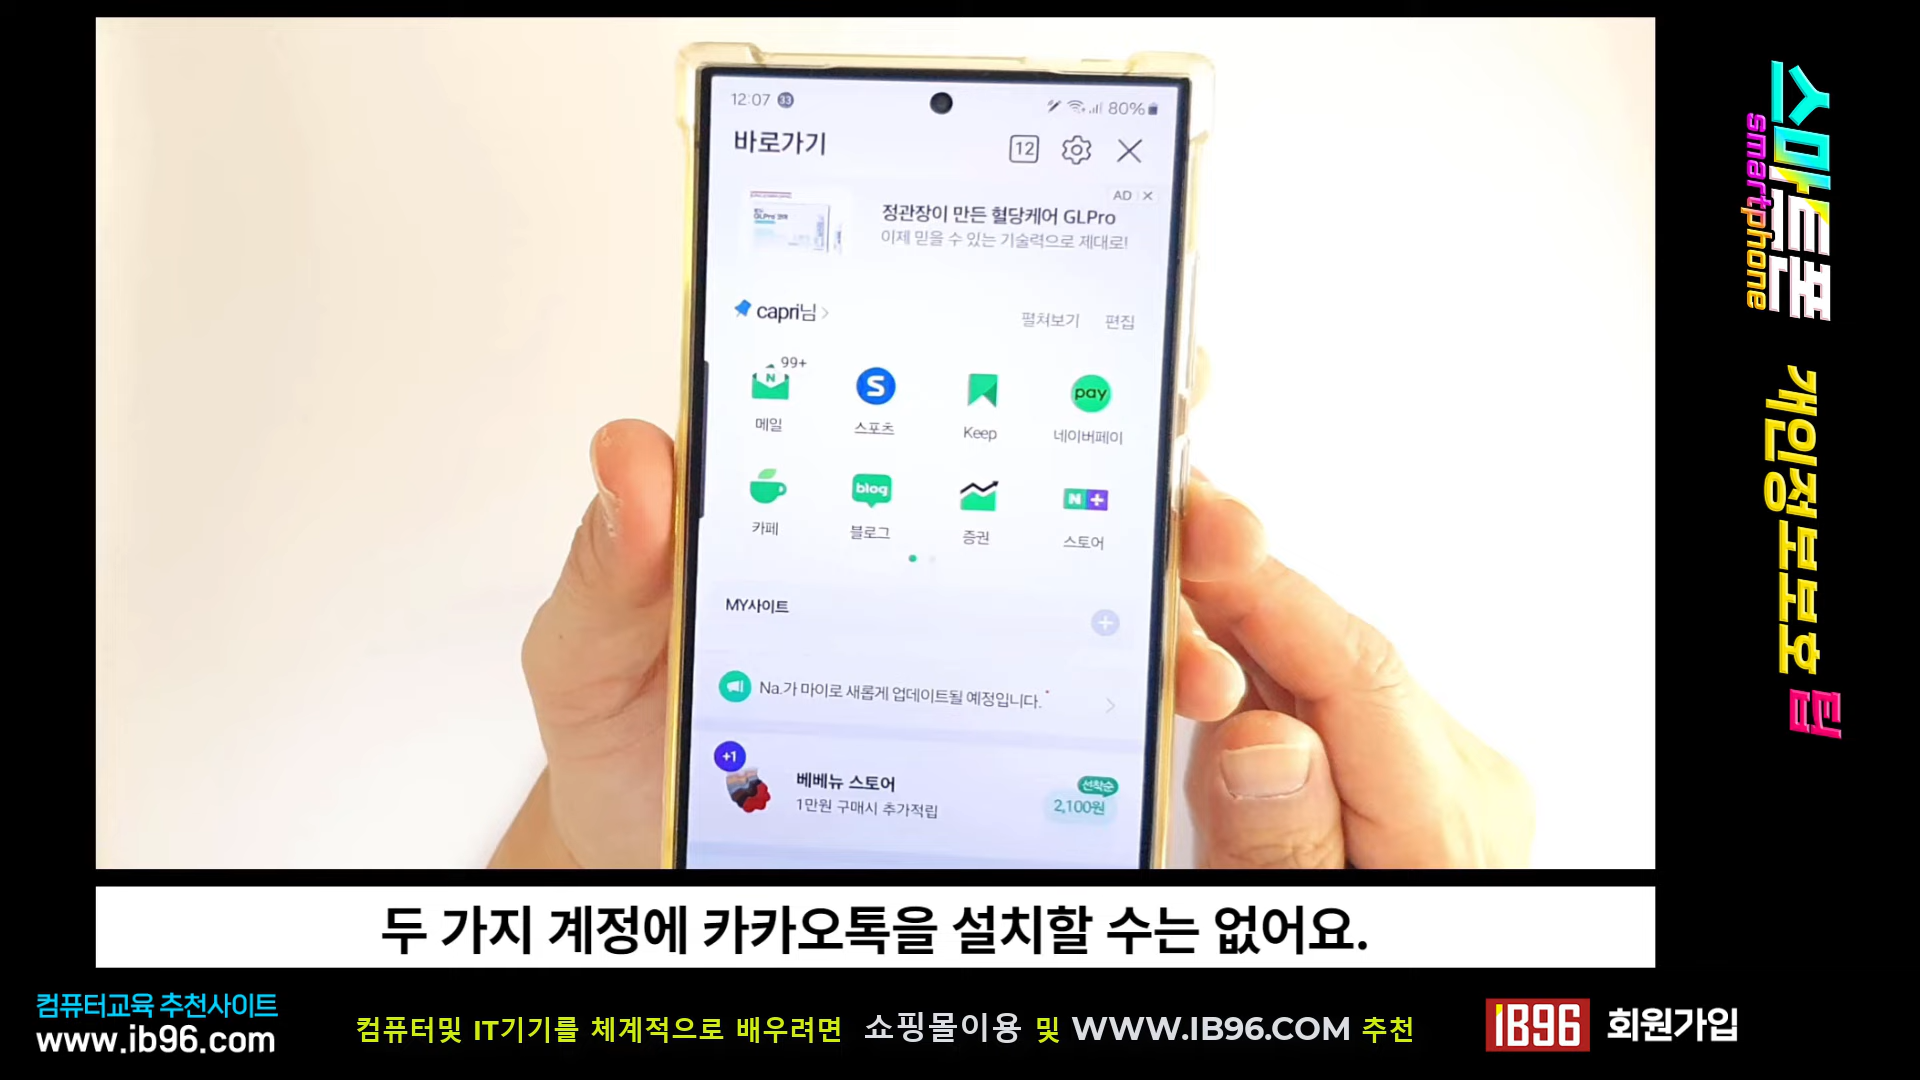 12:07 33
80%
바로가기
12
AD
정관장이 만든 혈당케어 GLPro
이제 믿을 수 있는 기술력으로 제대로!
capri님
펼쳐보기 편집
99+
N
S
pay
메일
스포츠
Keep
네이버페이
blog
N+
카페
블로그
증권
스토어
MY사이트
Na.가 마이로 새롭게 업데이트될 예정입니다.
+1
베베뉴 스토어
1만원 구매시 추가적립
선착순
2,100원
두 가지 계정에 카카오톡을 설치할 수는 없어요.
스마트폰
smartphone
개인정보보호 팁
컴퓨터교육 추천사이트
www.ib96.com
컴퓨터및 IT기기를 체계적으로 배우려면 쇼핑몰이용 및 WWW.IB96.COM 추천
IB96 회원가입